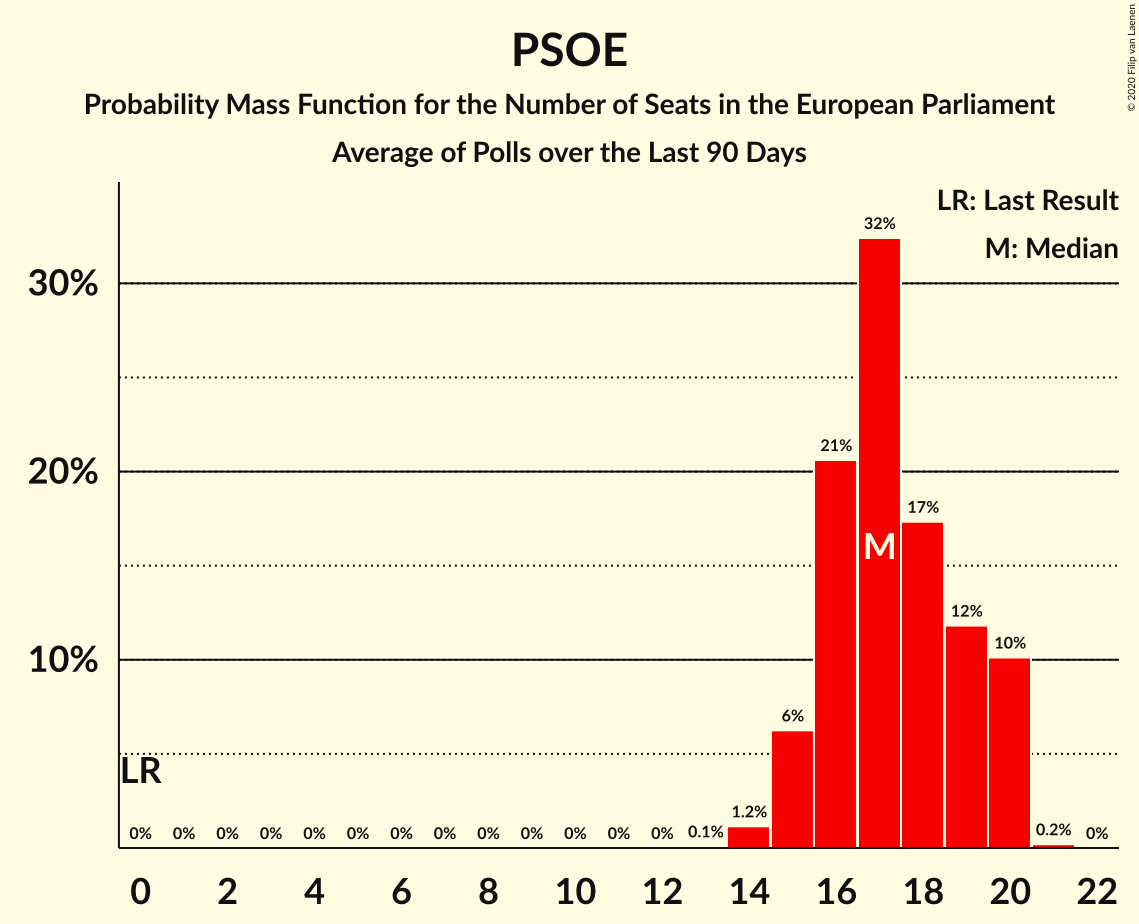 PSOE
Probability Mass Function for the Number of Seats in the European Parliament
Average of Polls over the Last 90 Days
© 2020 Filip van Laenen
LR: Last Result
M: Median
32%
30%
21%
20%
17%
M
12%
10%
10%
6%
LR
1.2%
0% 0% 0% 0% 0% 0% 0% 0% 0% 0% 0% 0% 0% 0.1% 0.2% 0%
0 2 4 6 8 10 12 14 16 18 20 22